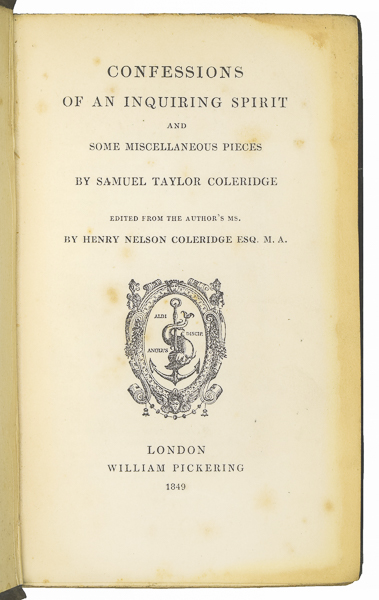 CONFESSIONS
OF AN INQUIRING SPIRIT
AND
SOME MISCELLANEOUS PIECES
BY SAMUEL TAYLOR COLERIDGE
EDITED FROM THE AUTHOR'S MS.
BY HENRY NELSON COLERIDGE ESQ. M. A.
ALDI
DISCIP.
ANGLVS
LONDON
WILLIAM PICKERING
1849